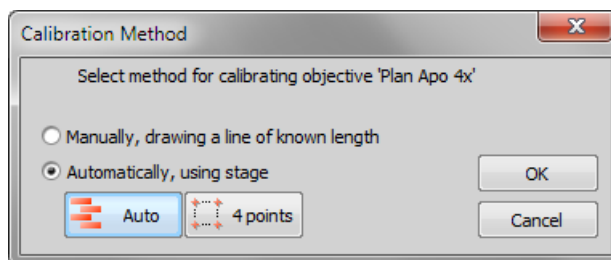 Calibration Method
Select method for calibrating objective 'Plan Apo 4x'
Manually, drawing a line of known length
Automatically, using stage
OK
Auto
4 points
Cancel